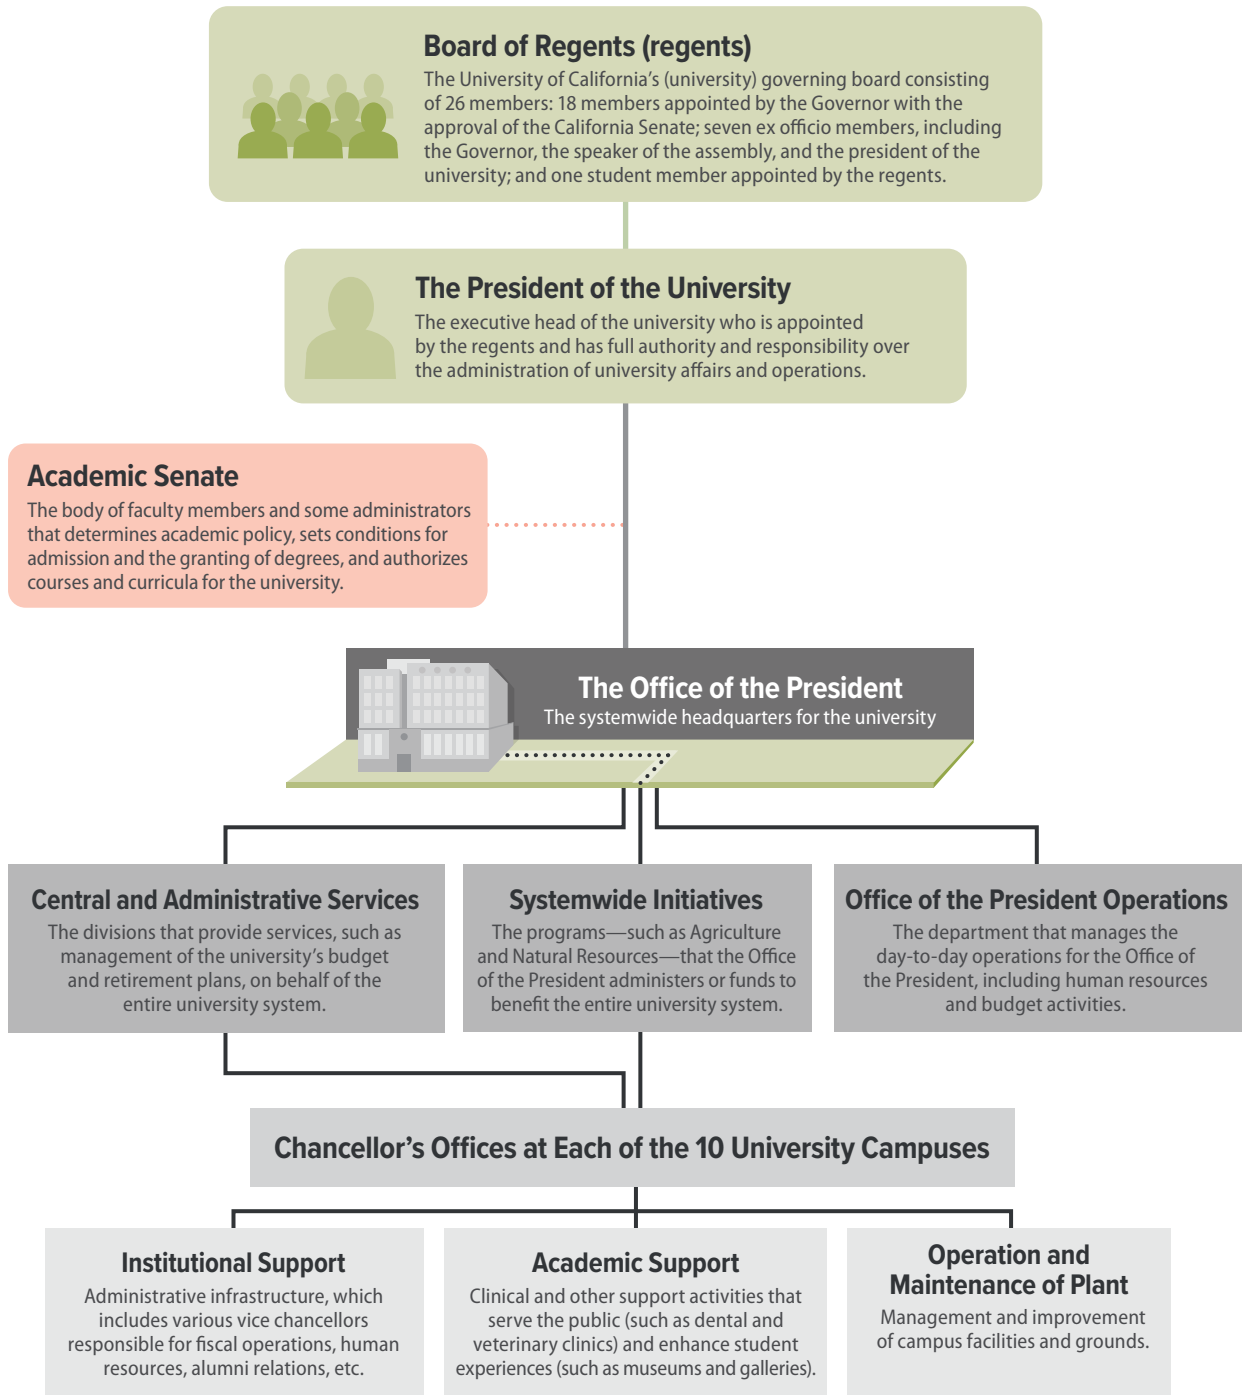 Board of Regents (regents)
The University of California’s (university) governing board consisting
of 26 members: 18 members appointed by the Governor with the
approval of the California Senate; seven ex officio members, including
the Governor, the speaker of the assembly, and the president of the
university; and one student member appointed by the regents.
The President of the University
The executive head of the university who is appointed
by the regents and has full authority and responsibility over
the administration of university affairs and operations.
Academic Senate
The body of faculty members and some administrators
that determines academic policy, sets conditions for
admission and the granting of degrees, and authorizes
courses and curricula for the university.
The Office of the President
The systemwide headquarters for the university
Central and Administrative Services
The divisions that provide services, such as
management of the university’s budget
and retirement plans, on behalf of the
entire university system.
Systemwide Initiatives
The programs—such as Agriculture
and Natural Resources—that the Office
of the President administers or funds to
benefit the entire university system.
Office of the President Operations
The department that manages the
day-to-day operations for the Office of
the President, including human resources
and budget activities.
Chancellor’s Offices at Each of the 10 University Campuses
Institutional Support
Administrative infrastructure, which
includes various vice chancellors
responsible for fiscal operations, human
resources, alumni relations, etc.
Academic Support
Clinical and other support activities that
serve the public (such as dental and
veterinary clinics) and enhance student
experiences (such as museums and galleries).
Operation and
Maintenance of Plant
Management and improvement
of campus facilities and grounds.